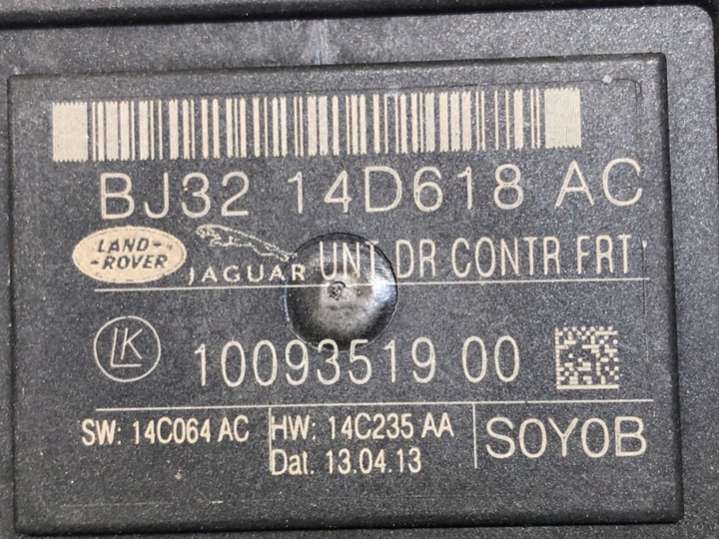 BJ32 14D618 AC
LAND-
-ROVER
JAGUAR
UNT DR CONTR FRT
LK
10093519 00
SW: 14C064 AC
HW: 14C235 AA
Dat. 13.04.13
SOYOB